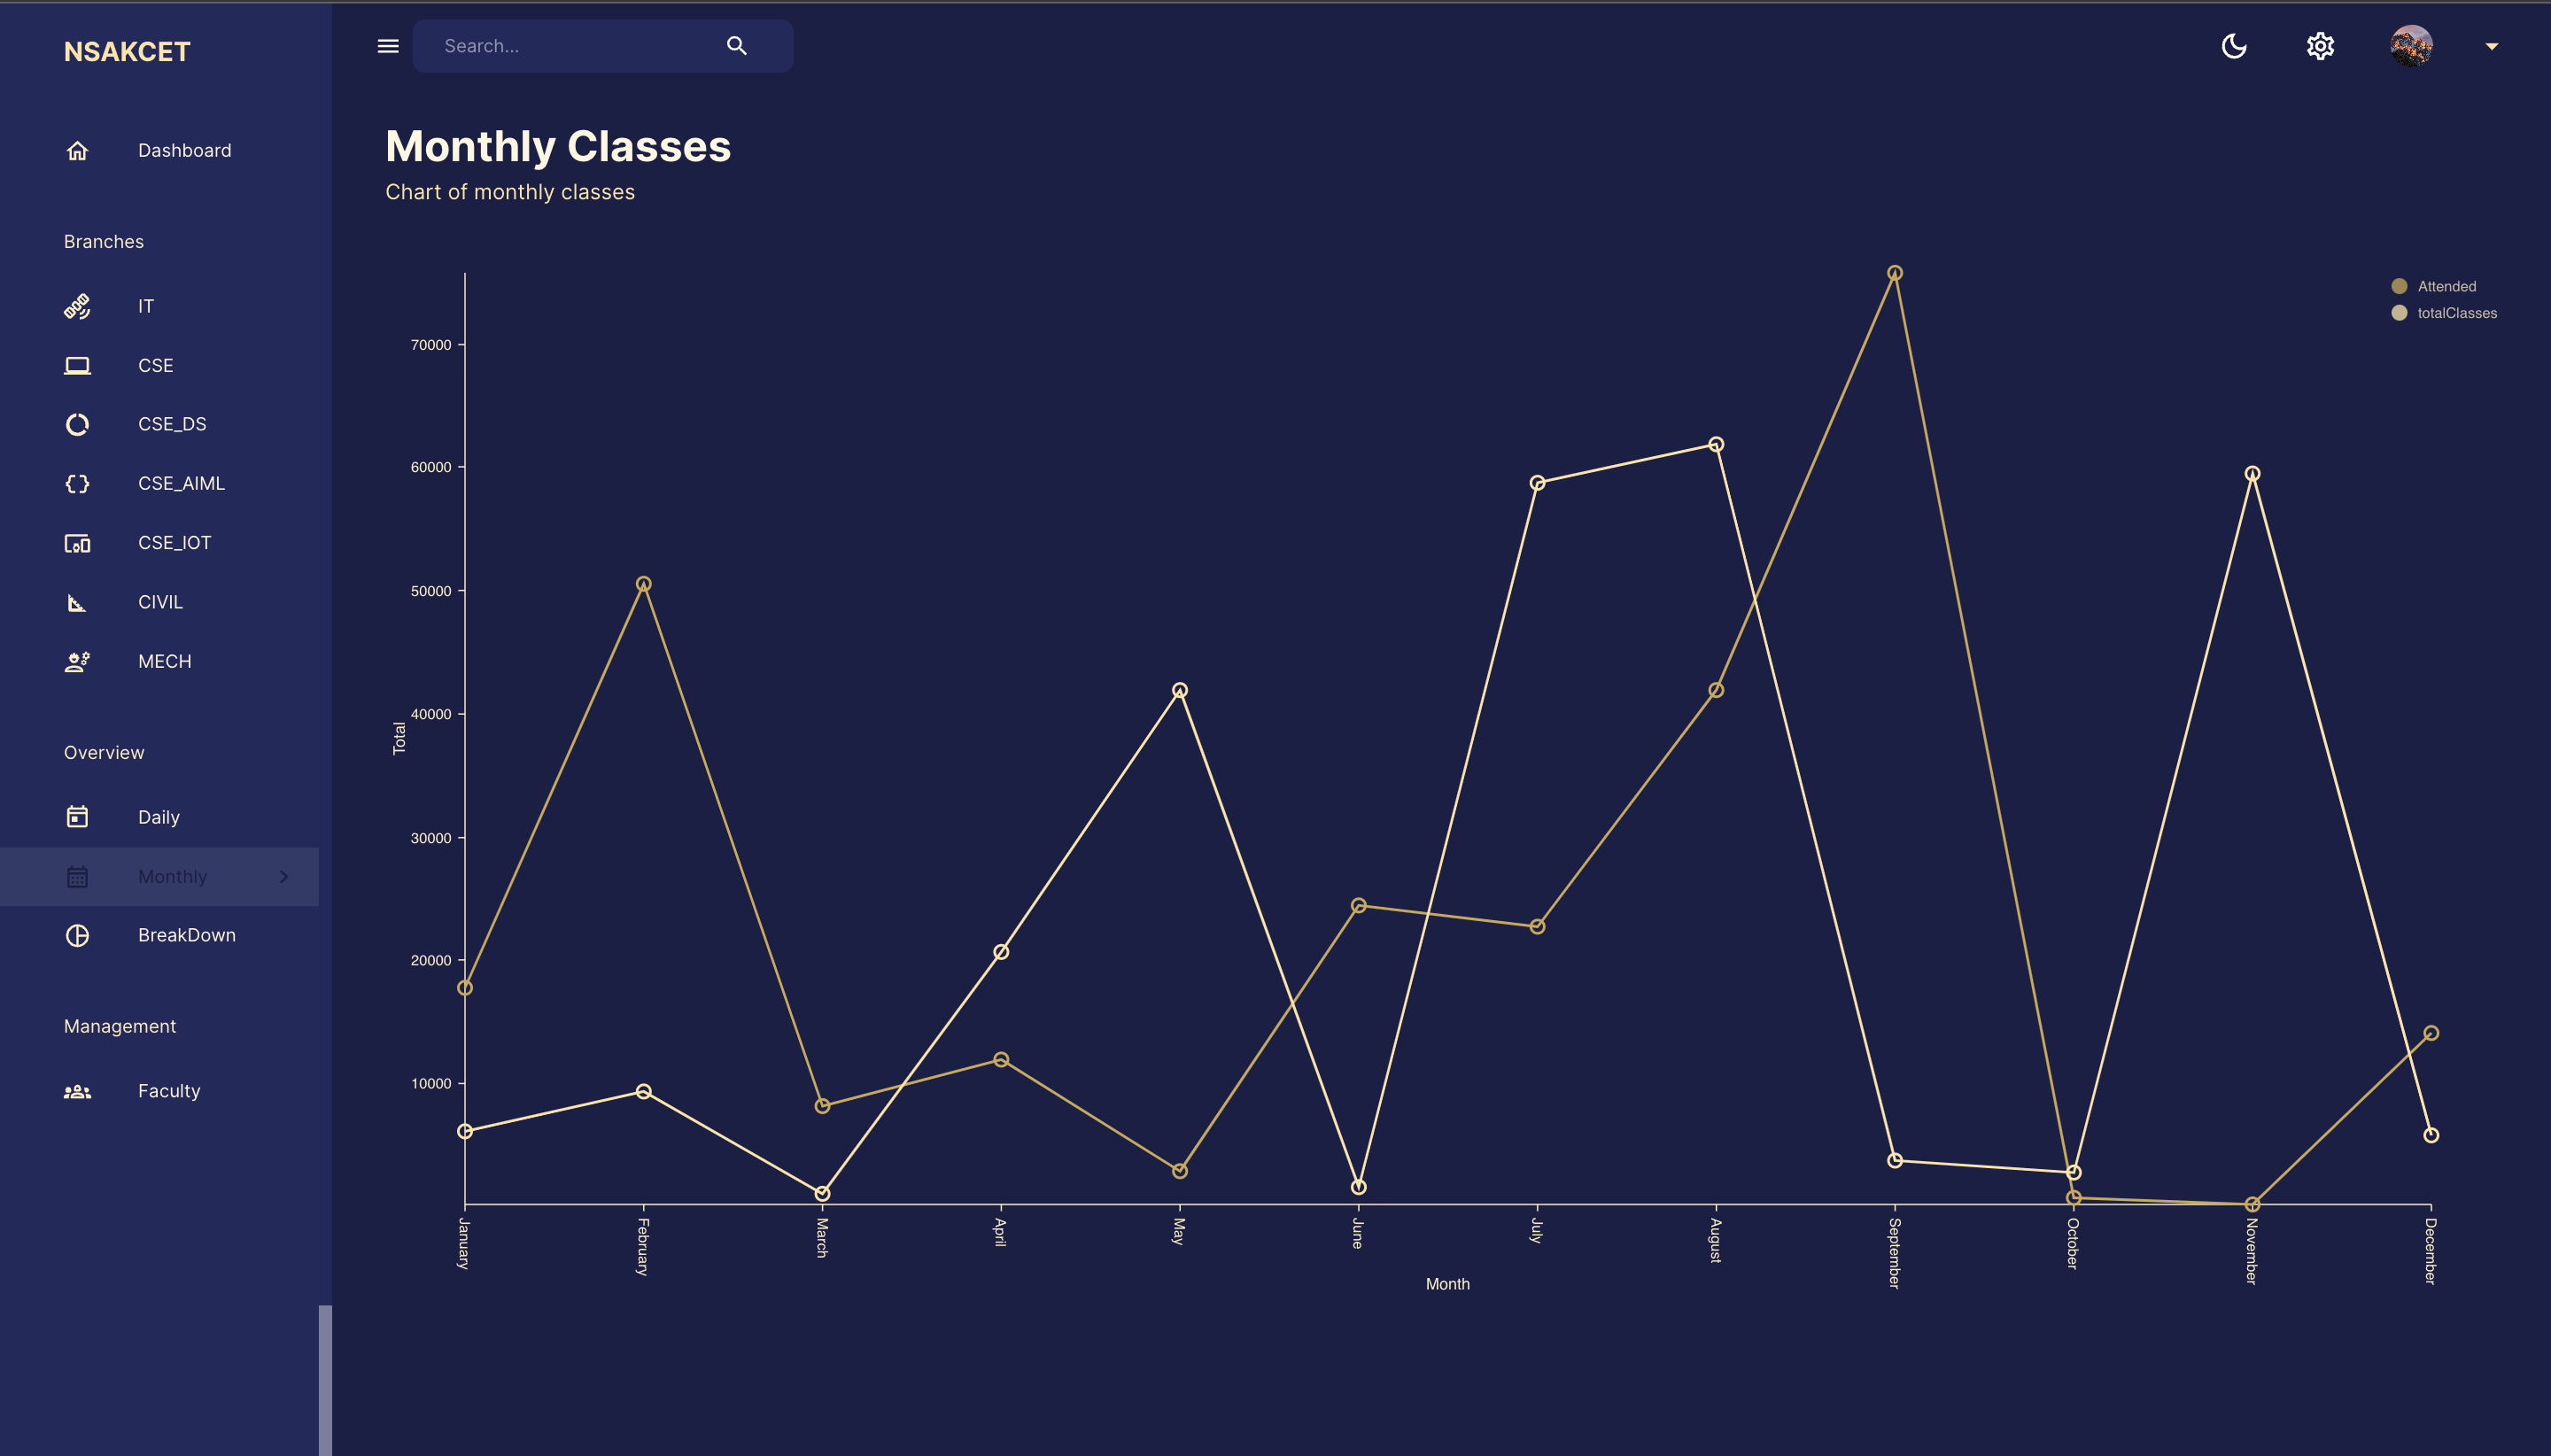 NSAKCET
Search...
Dashboard
Branches
IT
CSE
CSE_DS
CSE_AIML
CSE_IOT
CIVIL
MECH
Overview
Daily
Monthly
BreakDown
Management
Faculty
Monthly Classes
Chart of monthly classes
Attended
totalClasses
70000
60000
50000
40000
30000
20000
10000
Total
January
February
March
April
May
June
July
August
September
October
November
December
Month